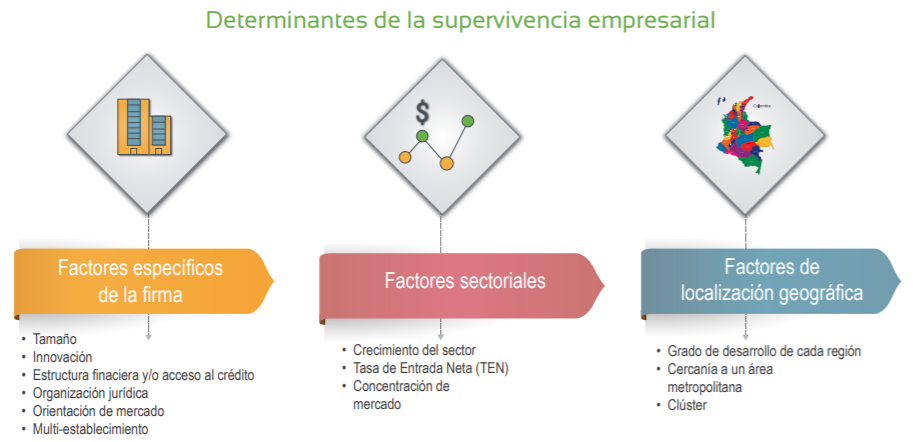 Determinantes de la supervivencia empresarial
$
Colombia
Factores específicos
de la firma
• Tamaño
• Innovación
• Estructura finaciera y/o acceso al crédito
• Organización jurídica
• Orientación de mercado
• Multi-establecimiento
Factores sectoriales
• Crecimiento del sector
• Tasa de Entrada Neta (TEN)
• Concentración de
mercado
Factores de
localización geográfica
• Grado de desarrollo de cada región
• Cercanía a un área
metropolitana
• Clúster